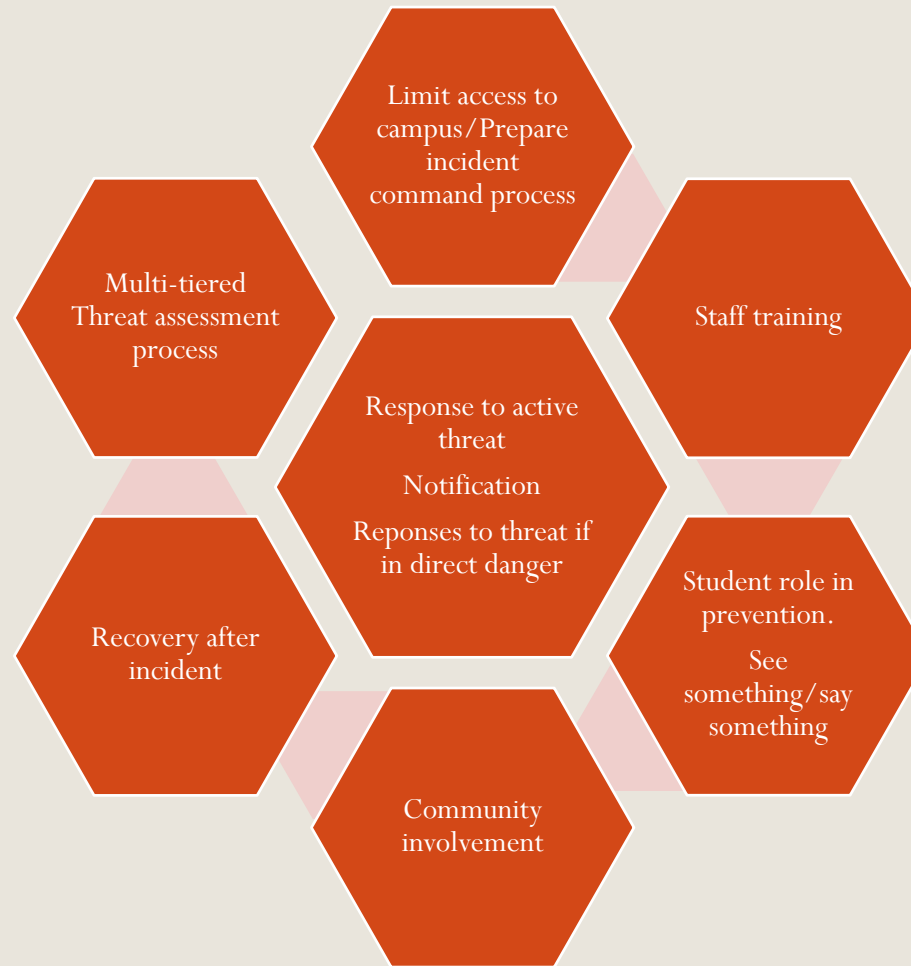 Limit access to
campus/Prepare
incident
command process
Multi-tiered
Threat assessment
process
Staff training
Response to active
threat
Notification
Reponses to threat if
in direct danger
Student role in
prevention.
See
something/say
something
Recovery after
incident
Community
involvement